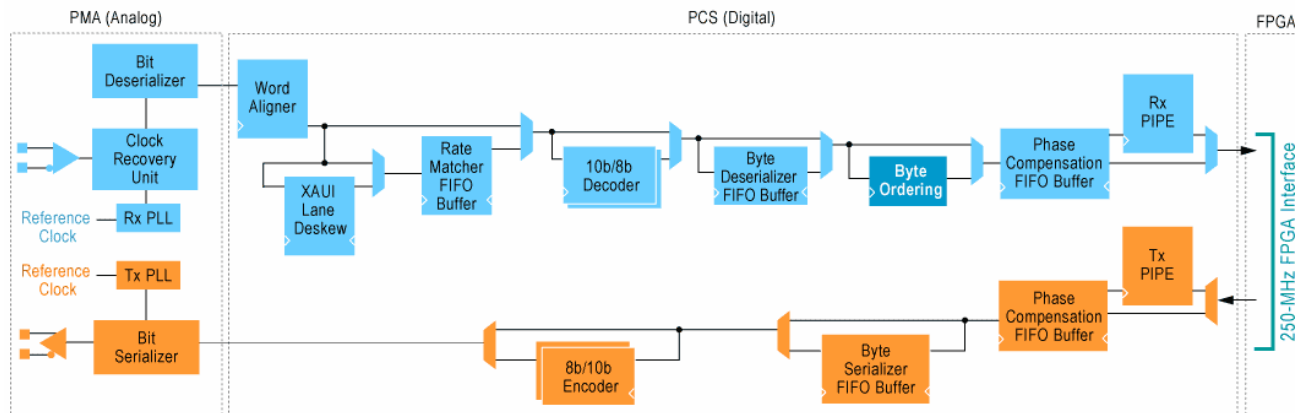 PMA (Analog)
PCS (Digital)
FPGA
Bit
Deserializer
Clock
Recovery
Unit
Reference
Clock
Rx PLL
Word
Aligner
XAUI
Lane
Deskew
Rate
Matcher
FIFO
Buffer
10b/8b
Decoder
Byte
Deserializer
FIFO Buffer
Byte
Ordering
Phase
Compensation
FIFO Buffer
Rx
PIPE
250-MHz FPGA Interface
Reference
Clock
Tx PLL
Bit
Serializer
8b/10b
Encoder
Byte
Serializer
FIFO Buffer
Phase
Compensation
FIFO Buffer
Tx
PIPE